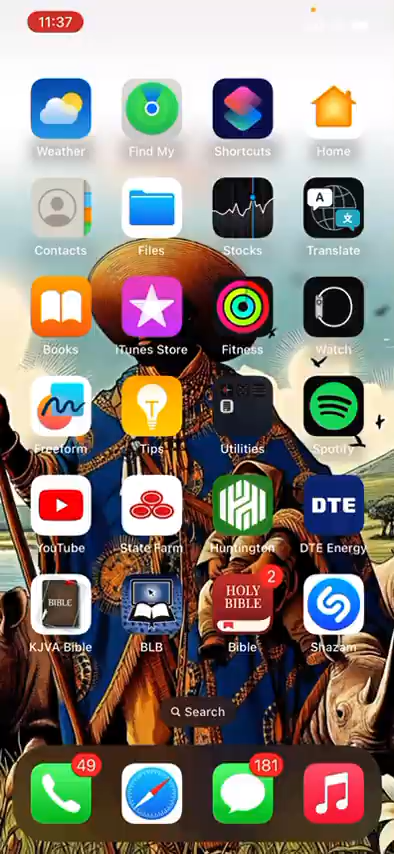 11:37
Weather Find My Shortcuts Home
A 文
Contacts Files Stocks Translate
Books iTunes Store Fitness Watch
T
Freeform Tips Utilities Spotify
DTE
YouTube State Farm Huntington DTE Energy
BIBLE HOLY BIBLE 2
KJVA Bible BLB Bible Shazam
Search
49 181